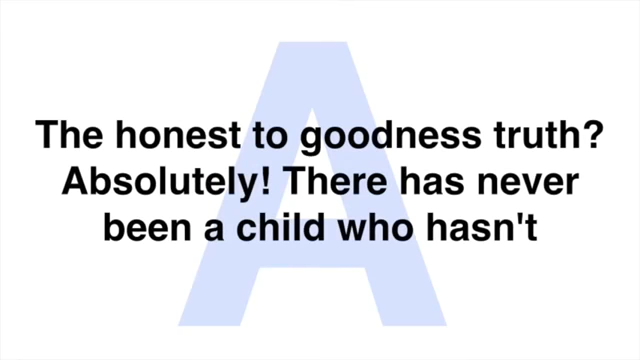 A
The honest to goodness truth?
Absolutely! There has never
been a child who hasn't